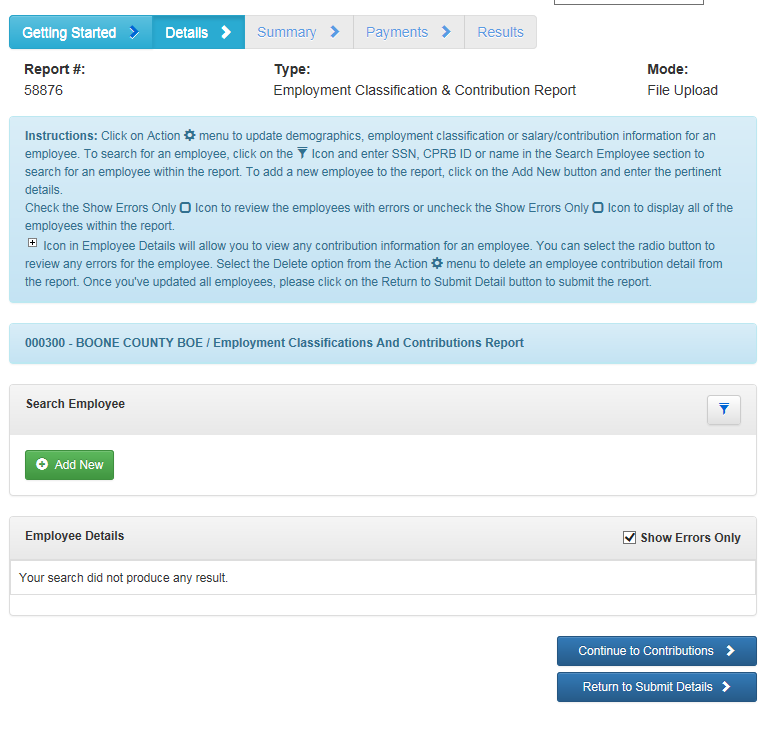 Getting Started Details Summary Payments Results
Report #: Type: Mode:
58876 Employment Classification & Contribution Report File Upload
Instructions: Click on Action menu to update demographics, employment classification or salary/contribution information for an
employee. To search for an employee, click on the Icon and enter SSN, CPRB ID or name in the Search Employee section to
search for an employee within the report. To add a new employee to the report, click on the Add New button and enter the pertinent
details.
Check the Show Errors Only Icon to review the employees with errors or uncheck the Show Errors Only Icon to display all of the
employees within the report.
Icon in Employee Details will allow you to view any contribution information for an employee. You can select the radio button to
review any errors for the employee. Select the Delete option from the Action menu to delete an employee contribution detail from
the report. Once you've updated all employees, please click on the Return to Submit Detail button to submit the report.
000300 - BOONE COUNTY BOE / Employment Classifications And Contributions Report
Search Employee
Add New
Employee Details Show Errors Only
Your search did not produce any result.
Continue to Contributions
Return to Submit Details